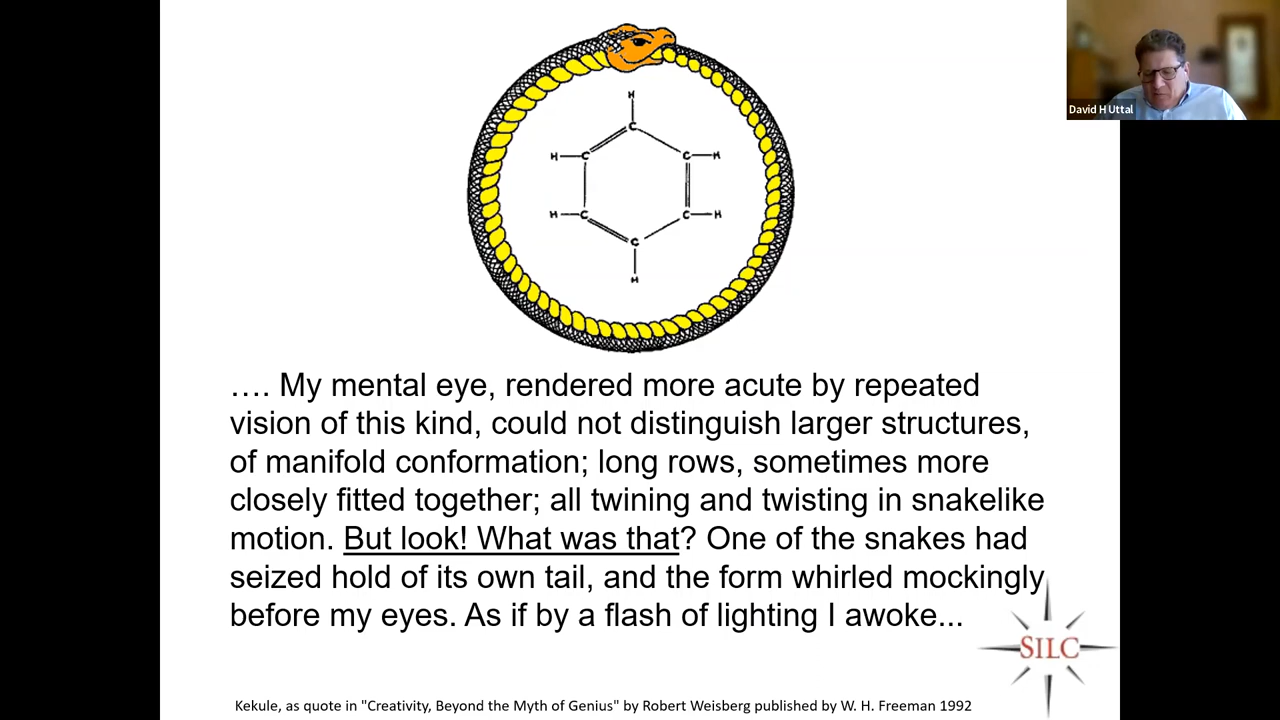 David H Uttal
H
H C C H
H C C H
C
H
…. My mental eye, rendered more acute by repeated
vision of this kind, could not distinguish larger structures,
of manifold conformation; long rows, sometimes more
closely fitted together; all twining and twisting in snakelike
motion. But look! What was that? One of the snakes had
seized hold of its own tail, and the form whirled mockingly
before my eyes. As if by a flash of lighting I awoke...
SILC
Kekule, as quote in "Creativity, Beyond the Myth of Genius" by Robert Weisberg published by W. H. Freeman 1992